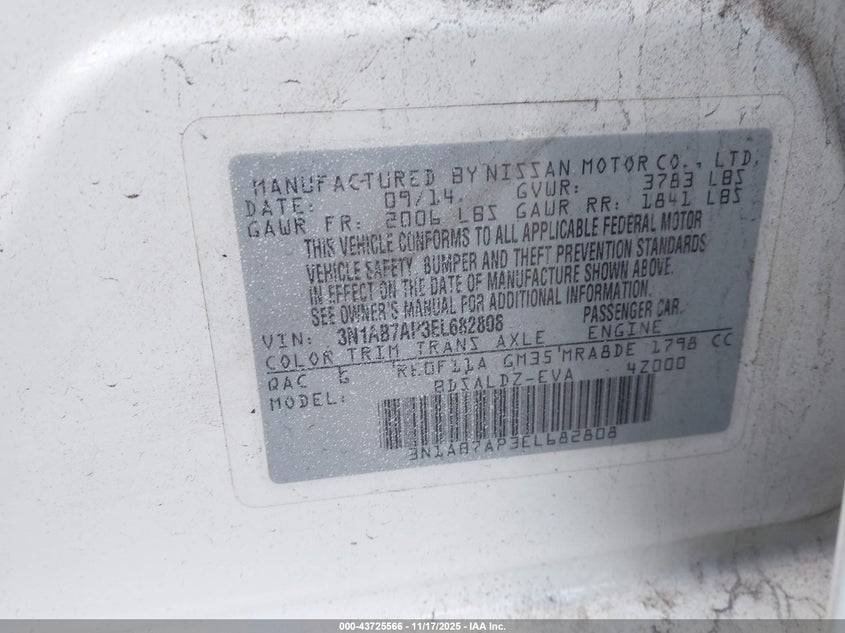 MANUFACTURED BY NISSAN MOTOR CO., LTD.
DATE: 09/14. GVWR: 3783 LBS
GAWR FR: 2006 LBS GAWR RR: 1841 LBS
THIS VEHICLE CONFORMS TO ALL APPLICABLE FEDERAL MOTOR
VEHICLE SAFETY, BUMPER AND THEFT PREVENTION STANDARDS
IN EFFECT ON THE DATE OF MANUFACTURE SHOWN ABOVE.
SEE OWNER'S MANUAL FOR ADDITIONAL INFORMATION.
VIN: 3N1AB7AP3EL682808 PASSENGER CAR.
COLOR TRIM TRANS AXLE ENGINE
QAC G RE0F11A GM35 MRA8DE 1798 CC
MODEL: BDSALDZ-EVA 4Z000
3N1AB7AP3EL682808
000-43725566 - 11/17/2025 - IAA Inc.